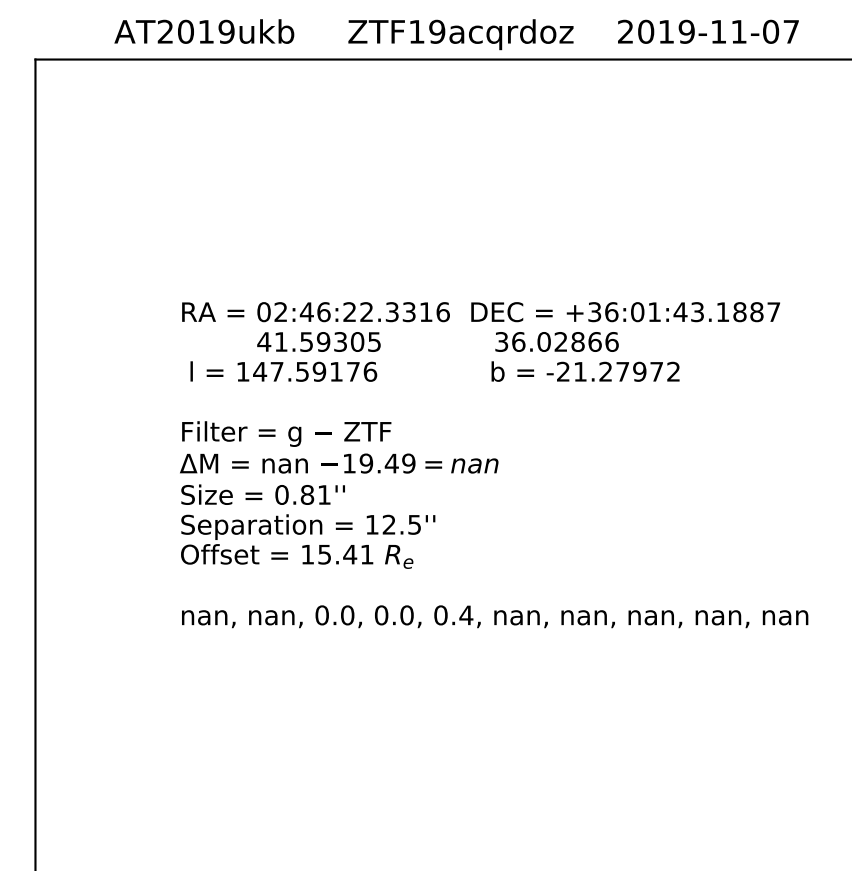 AT2019ukb ZTF19acqrdoz 2019-11-07
RA = 02:46:22.3316 DEC = +36:01:43.1887
41.59305 36.02866
l = 147.59176 b = -21.27972
Filter = g − ZTF
ΔM = nan −19.49 = nan
Size = 0.81''
Separation = 12.5''
Offset = 15.41 Rₑ
nan, nan, 0.0, 0.0, 0.4, nan, nan, nan, nan, nan